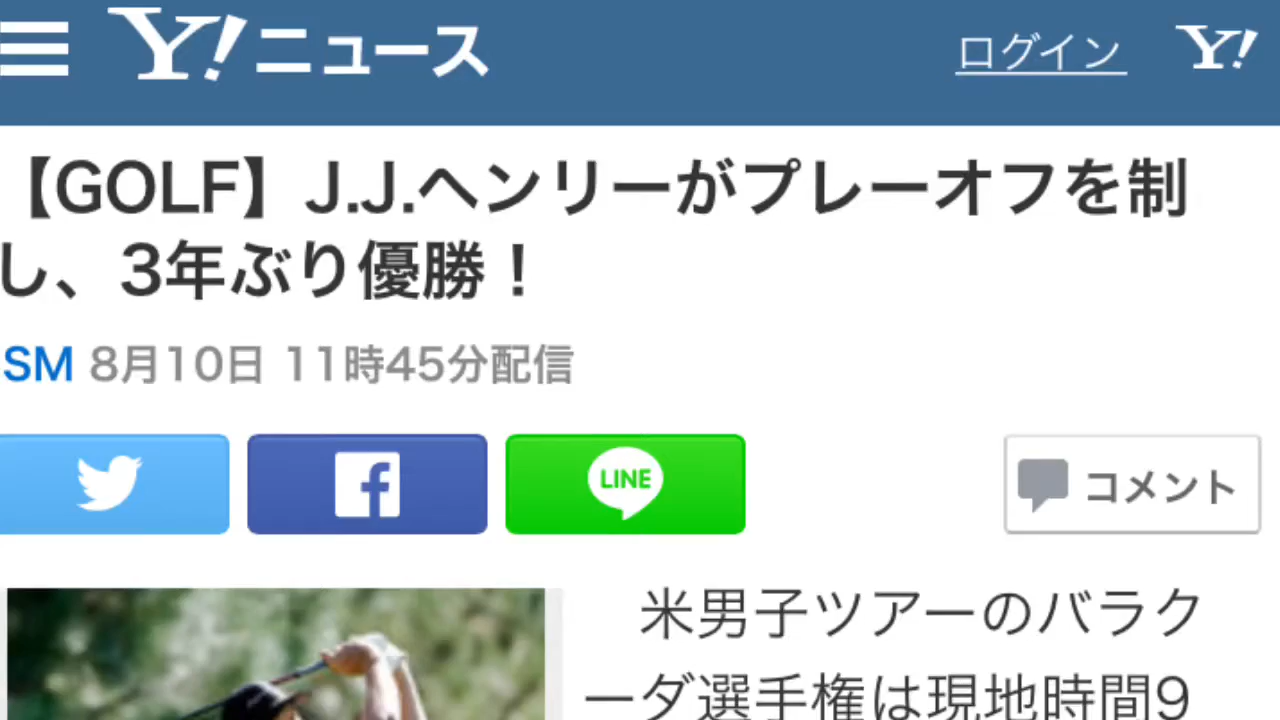 Y!ニュース ログイン Y!
【GOLF】J.J.ヘンリーがプレーオフを制
し、3年ぶり優勝！
SM 8月10日 11時45分配信
LINE コメント
米男子ツアーのバラク
ーダ選手権は現地時間9